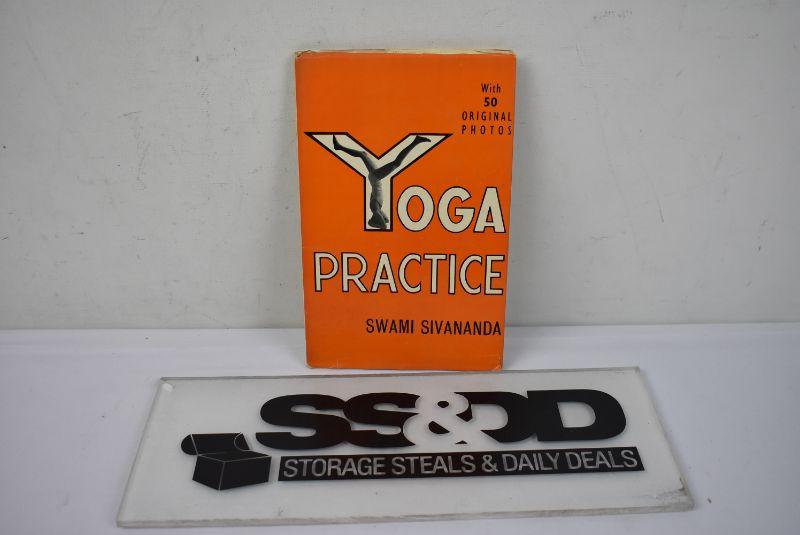 With
50
ORIGINAL
PHOTOS
YOGA
PRACTICE
SWAMI SIVANANDA
SS&DD
STORAGE STEALS & DAILY DEALS